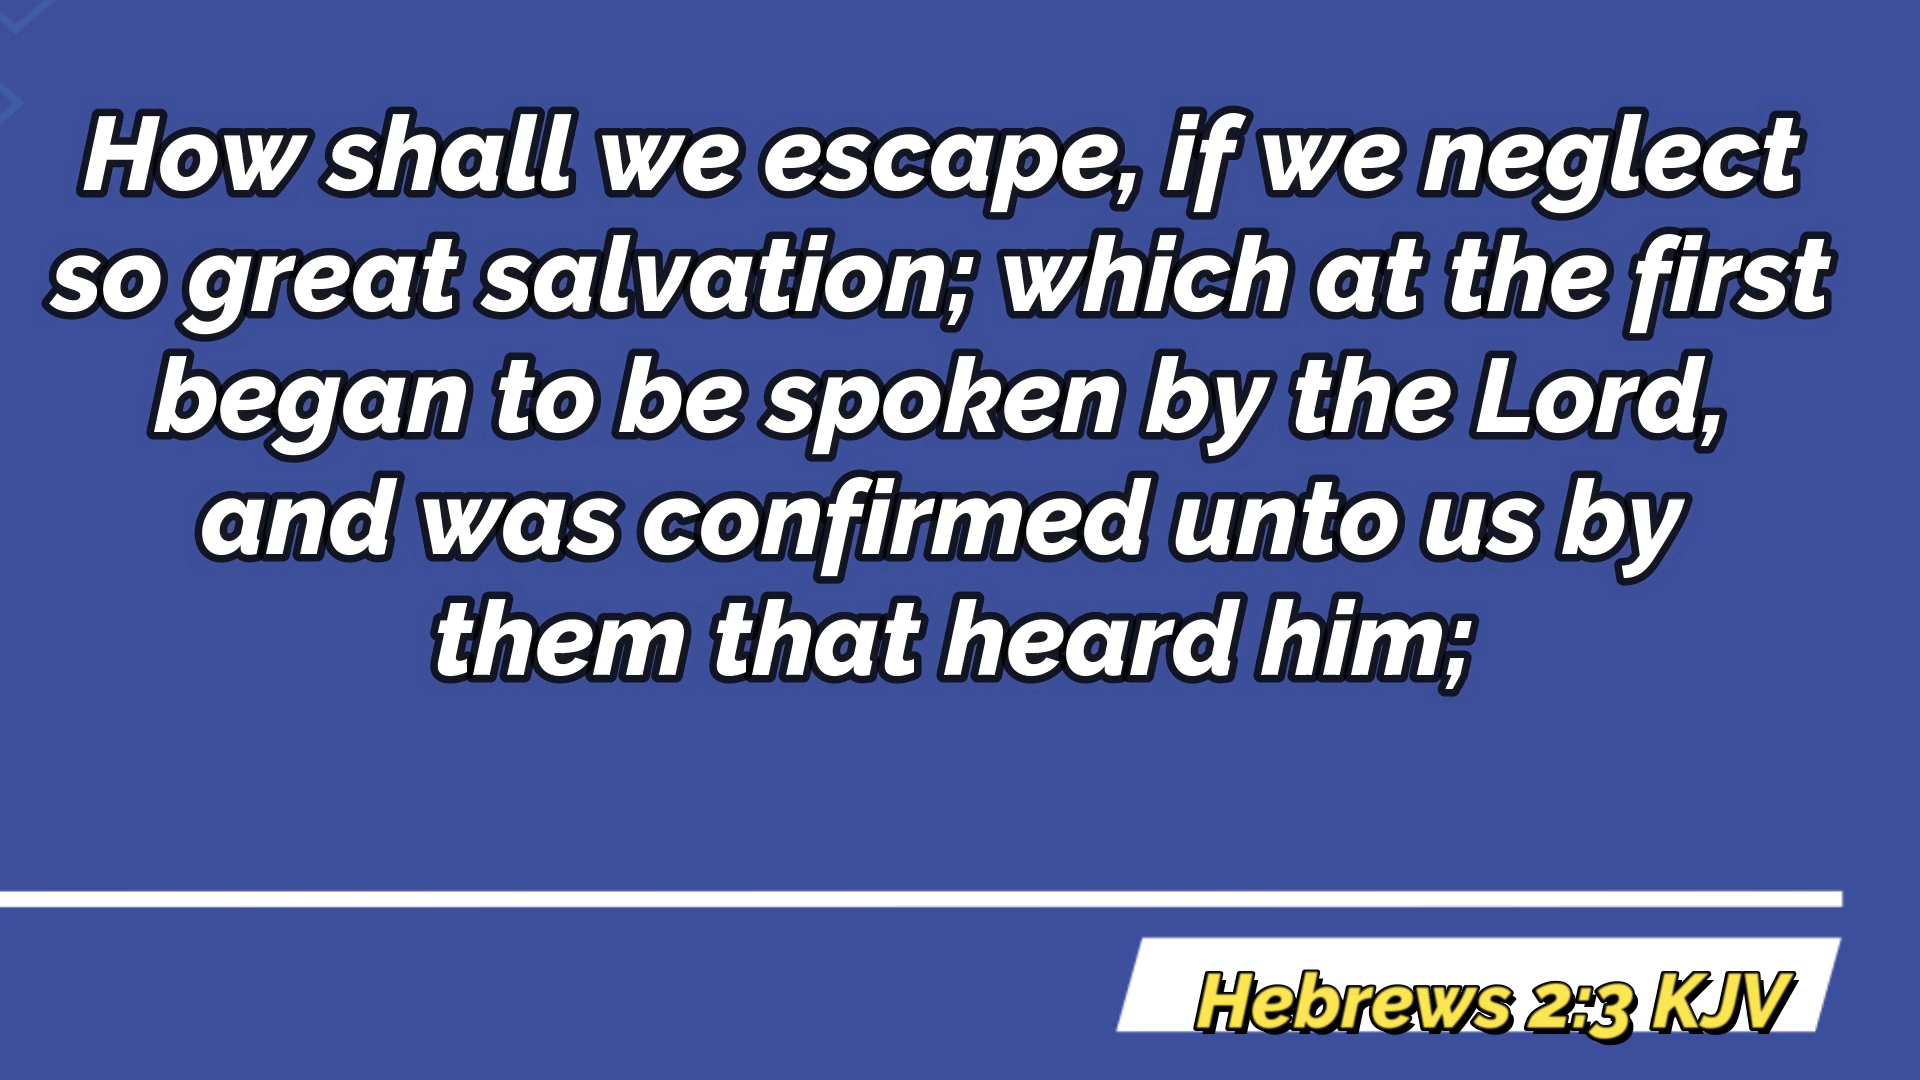 How shall we escape, if we neglect
so great salvation; which at the first
began to be spoken by the Lord,
and was confirmed unto us by
them that heard him;
Hebrews 2:3 KJV